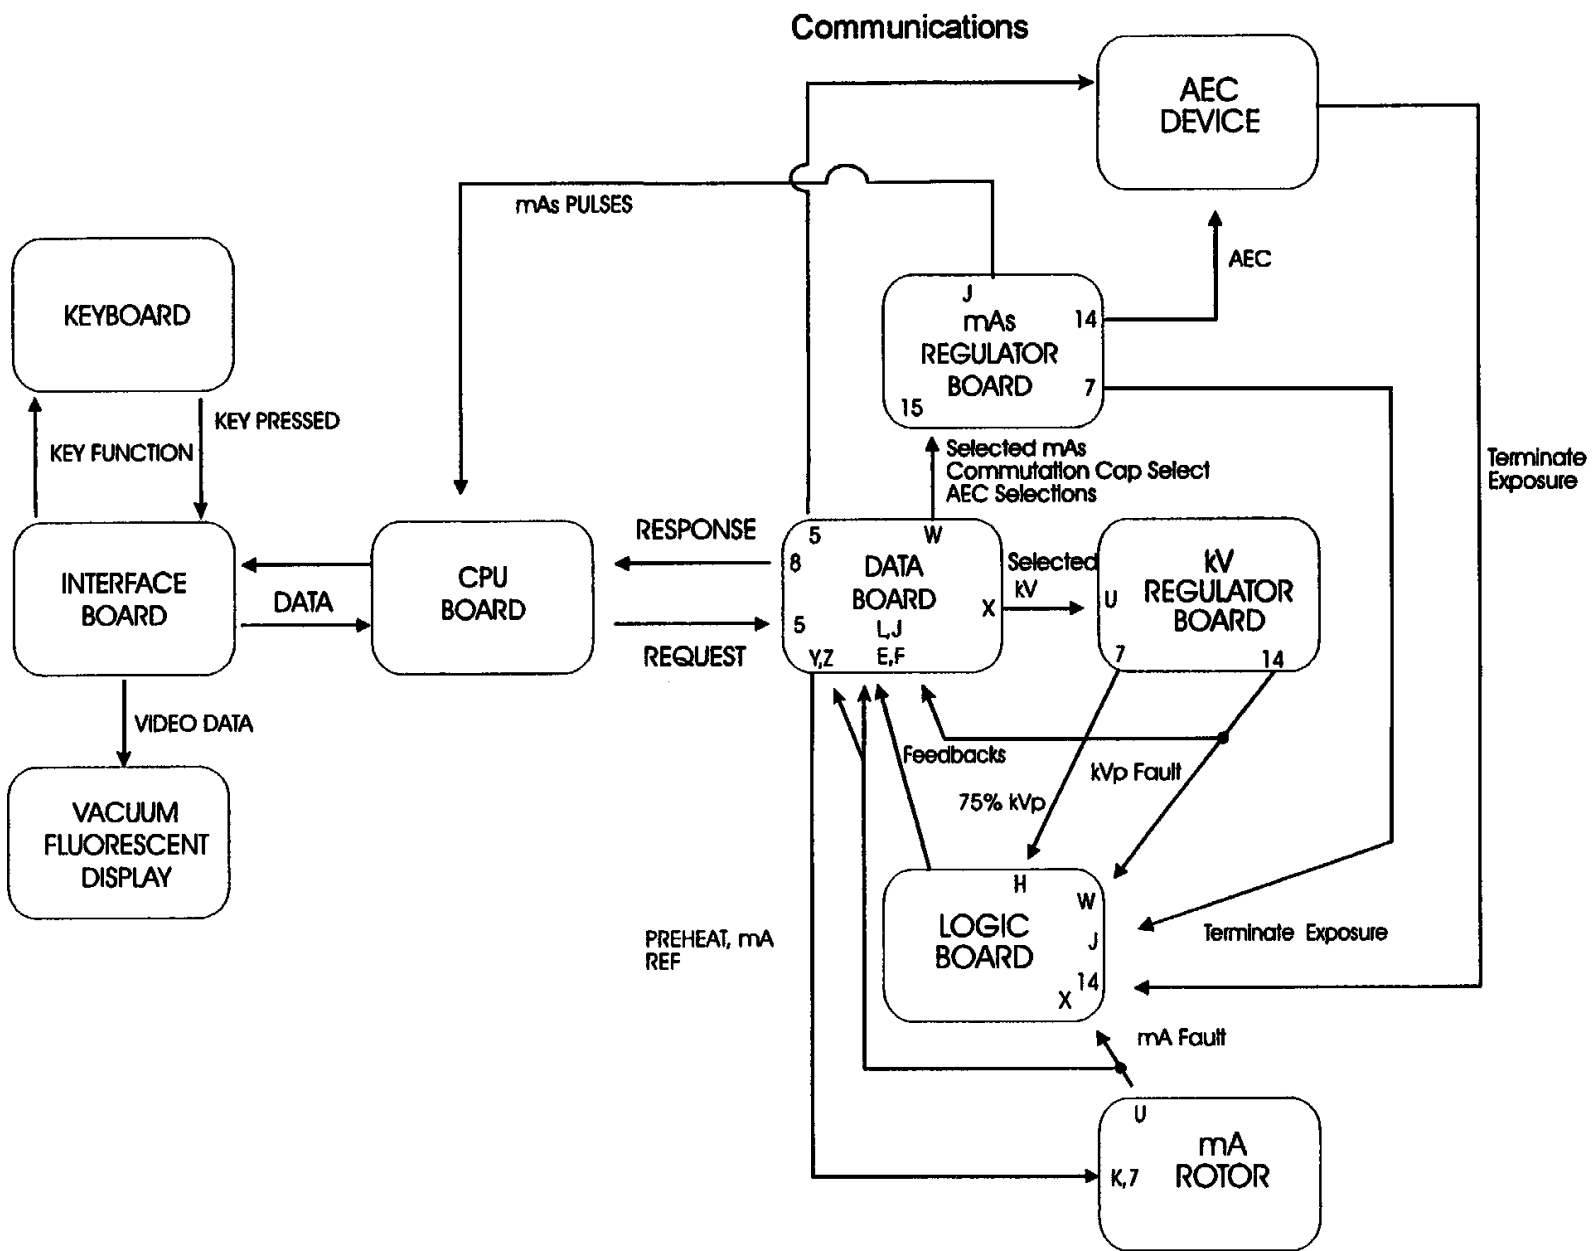 Communications
AEC
DEVICE
mAs PULSES
AEC
KEYBOARD
J
mAs
REGULATOR
BOARD
14
7
15
KEY PRESSED
KEY FUNCTION
Selected mAs
Commutation Cap Select
AEC Selections
Terminate
Exposure
INTERFACE
BOARD
DATA
CPU
BOARD
RESPONSE
REQUEST
5
W
8
DATA
BOARD
5
X
L,J
Y,Z
E,F
Selected
kV
kV
REGULATOR
BOARD
U
7
14
VIDEO DATA
Feedbacks
kVp Fault
75% kVp
VACUUM
FLUORESCENT
DISPLAY
H
W
LOGIC
BOARD
J
14
X
Terminate Exposure
PREHEAT, mA
REF
mA Fault
U
mA
ROTOR
K,7